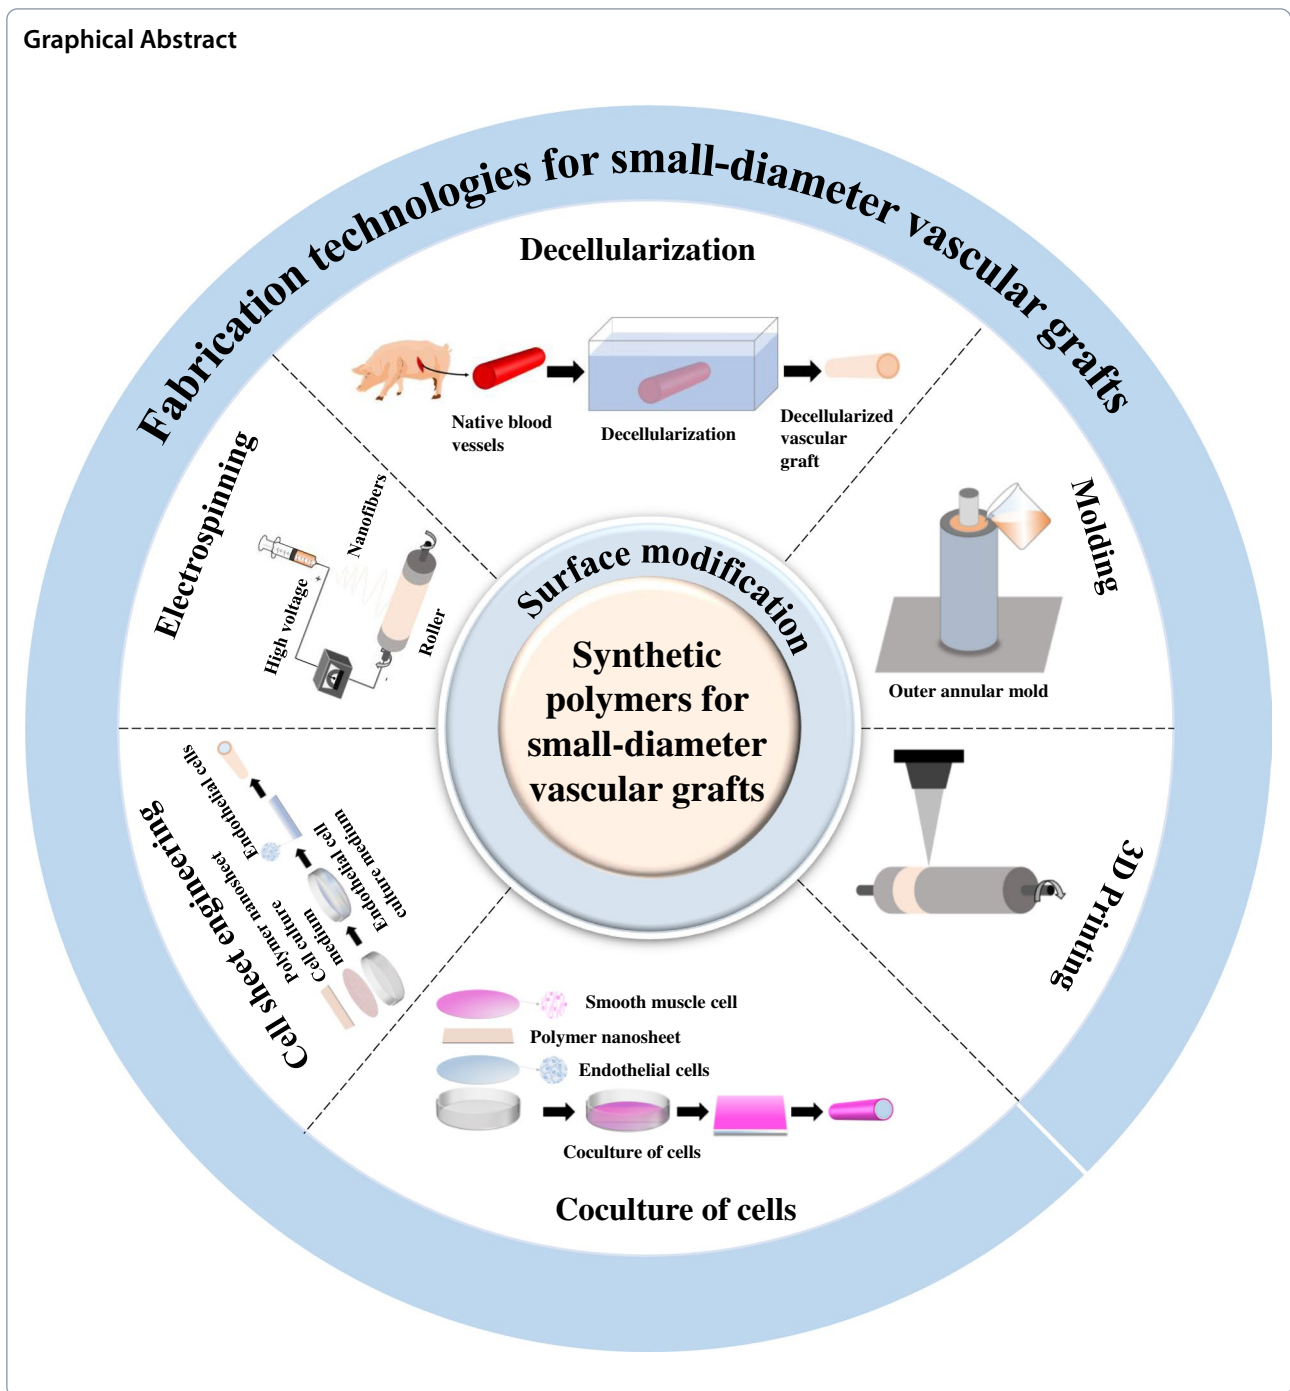 Graphical Abstract
Fabrication technologies for small-diameter vascular grafts
Decellularization
Native blood
vessels
Decellularization
Decellularized
vascular
graft
Molding
Outer annular mold
3D Printing
Smooth muscle cell
Polymer nanosheet
Endothelial cells
Coculture of cells
Coculture of cells
Cell sheet engineering
Endothelial cells
Polymer nanosheet
Cell culture
medium
Endothelial cell
culture medium
Electrospinning
Nanofibers
High voltage
+
-
Roller
Surface modification
Synthetic
polymers for
small-diameter
vascular grafts